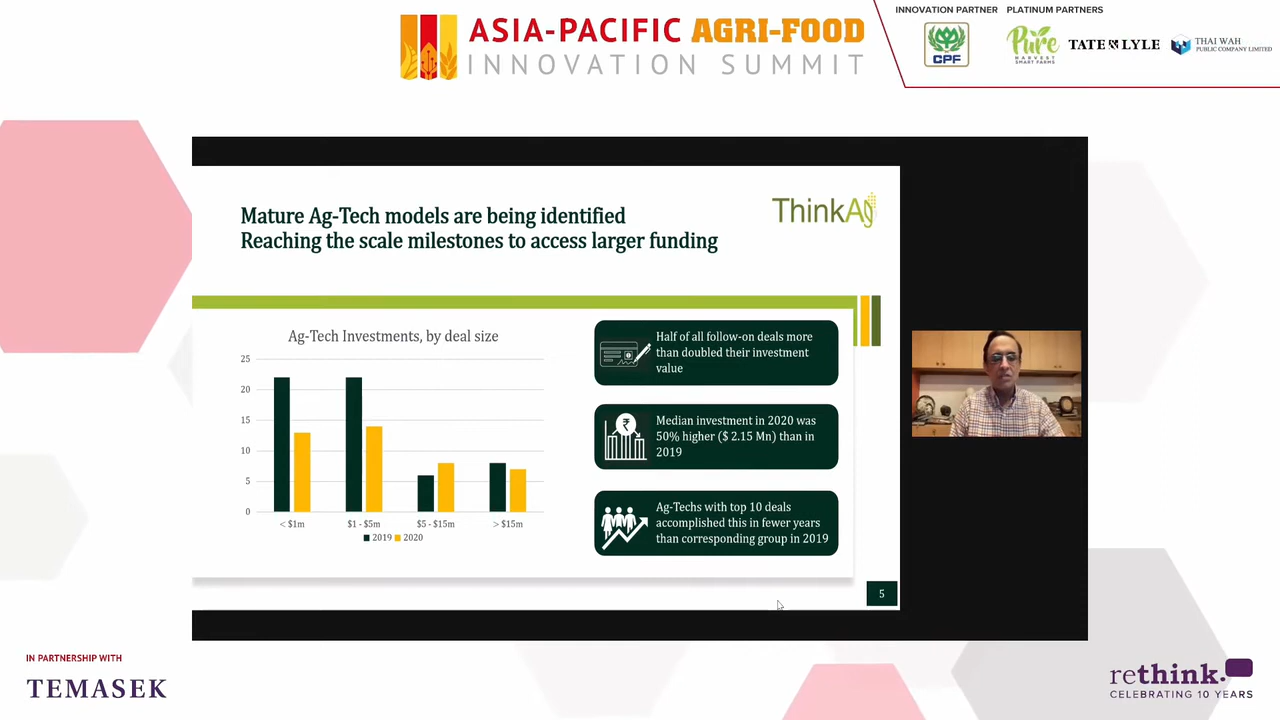 ASIA-PACIFIC AGRI-FOOD
INNOVATION SUMMIT
INNOVATION PARTNER
PLATINUM PARTNERS
CPF
Pure
HARVEST
SMART FARMS
TATE & LYLE
THAI WAH
PUBLIC COMPANY LIMITED
Mature Ag-Tech models are being identified
Reaching the scale milestones to access larger funding
ThinkAg
Ag-Tech Investments, by deal size
25
20
15
10
5
0
< $1m
$1 - $5m
$5 - $15m
> $15m
2019
2020
Half of all follow-on deals more
than doubled their investment
value
₹
Median investment in 2020 was
50% higher ($ 2.15 Mn) than in
2019
Ag-Techs with top 10 deals
accomplished this in fewer years
than corresponding group in 2019
5
IN PARTNERSHIP WITH
TEMASEK
rethink.
CELEBRATING 10 YEARS